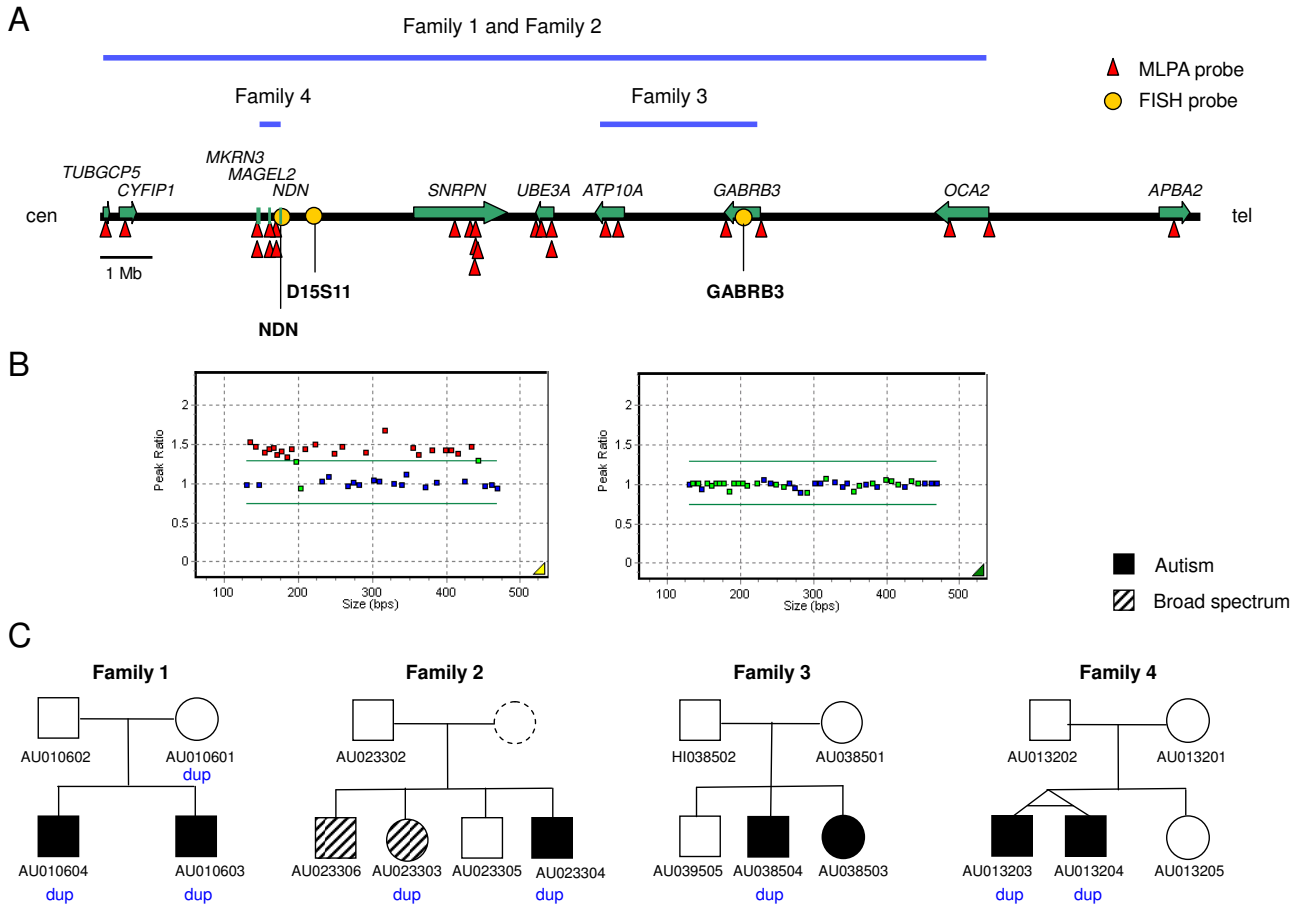 A
Family 1 and Family 2
MLPA probe
FISH probe
Family 4
Family 3
MKRN3
TUBGCP5
MAGEL2
CYFIP1
NDN
SNRPN
UBE3A
ATP10A
GABRB3
OCA2
APBA2
cen
tel
1 Mb
D15S11
GABRB3
NDN
B
Peak Ratio
2
1.5
1
0.5
0
100
200
300
400
500
Size (bps)
Peak Ratio
2
1.5
1
0.5
0
100
200
300
400
500
Size (bps)
Autism
Broad spectrum
C
Family 1
Family 2
Family 3
Family 4
AU010602
AU010601
dup
AU023302
HI038502
AU038501
AU013202
AU013201
AU010604
dup
AU010603
dup
AU023306
AU023303
dup
AU023305
AU023304
dup
AU039505
AU038504
dup
AU038503
AU013203
dup
AU013204
dup
AU013205